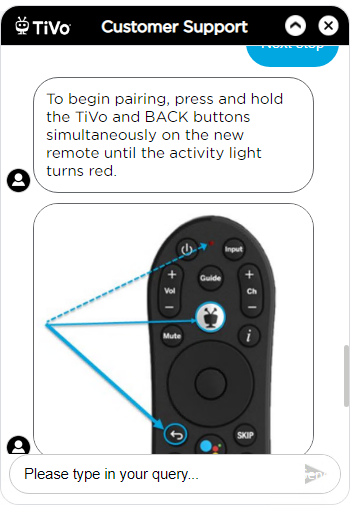 TiVo Customer Support
Next step
To begin pairing, press and hold
the TiVo and BACK buttons
simultaneously on the new
remote until the activity light
turns red.
Input
+ Guide +
Vol Ch
− −
Mute i
SKIP
Please type in your query...